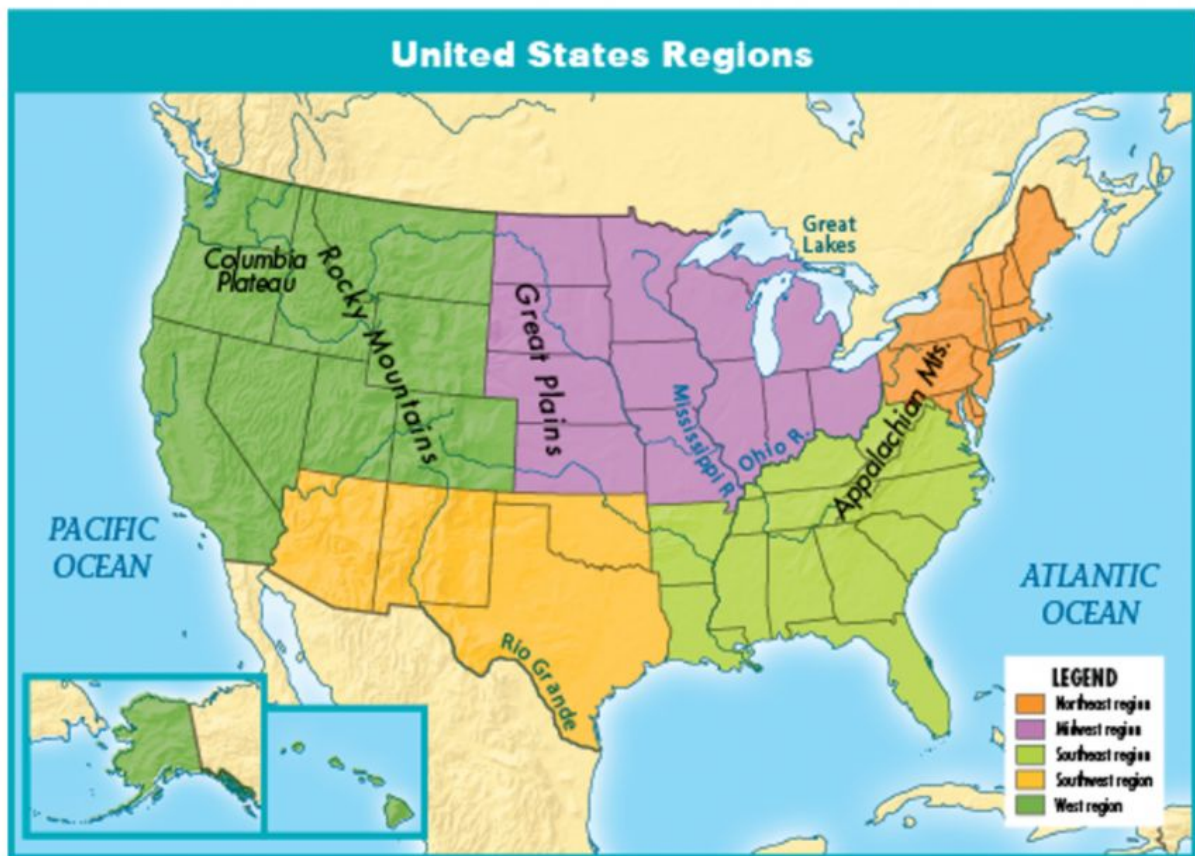 United States Regions
Great
Lakes
Columbia
Plateau
Rocky Mountains
Great Plains
Mississippi R.
Ohio R.
Appalachian Mts.
PACIFIC
OCEAN
ATLANTIC
OCEAN
Rio Grande
LEGEND
Northeast region
Midwest region
Southeast region
Southwest region
West region